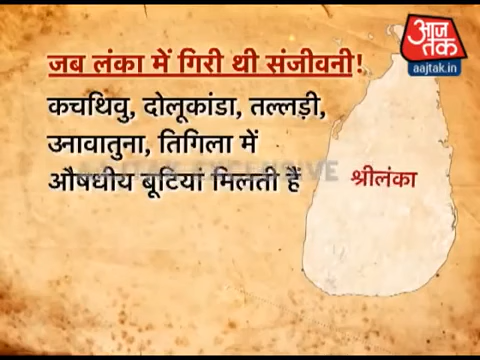 आज
तक
aajtak.in
जब लंका में गिरी थी संजीवनी!
कचथिवु, दोलूकांडा, तल्लड़ी,
उनावातुना, तिगिला में
औषधीय बूटियां मिलती हैं
श्रीलंका